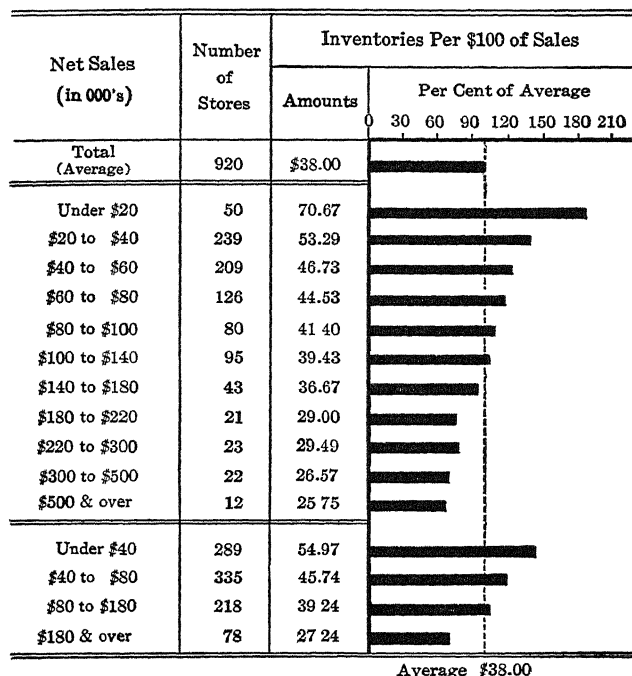 Net Sales
(in 000's)
Number
of
Stores
Inventories Per $100 of Sales
Amounts
Per Cent of Average
0 30 60 90 120 150 180 210
Total
(Average) 920 $38.00
Under $20 50 70.67
$20 to $40 239 53.29
$40 to $60 209 46.73
$60 to $80 126 44.53
$80 to $100 80 41 40
$100 to $140 95 39.43
$140 to $180 43 36.67
$180 to $220 21 29.00
$220 to $300 23 29.49
$300 to $500 22 26.57
$500 & over 12 25 75
Under $40 289 54.97
$40 to $80 335 45.74
$80 to $180 218 39 24
$180 & over 78 27 24
Average $38.00